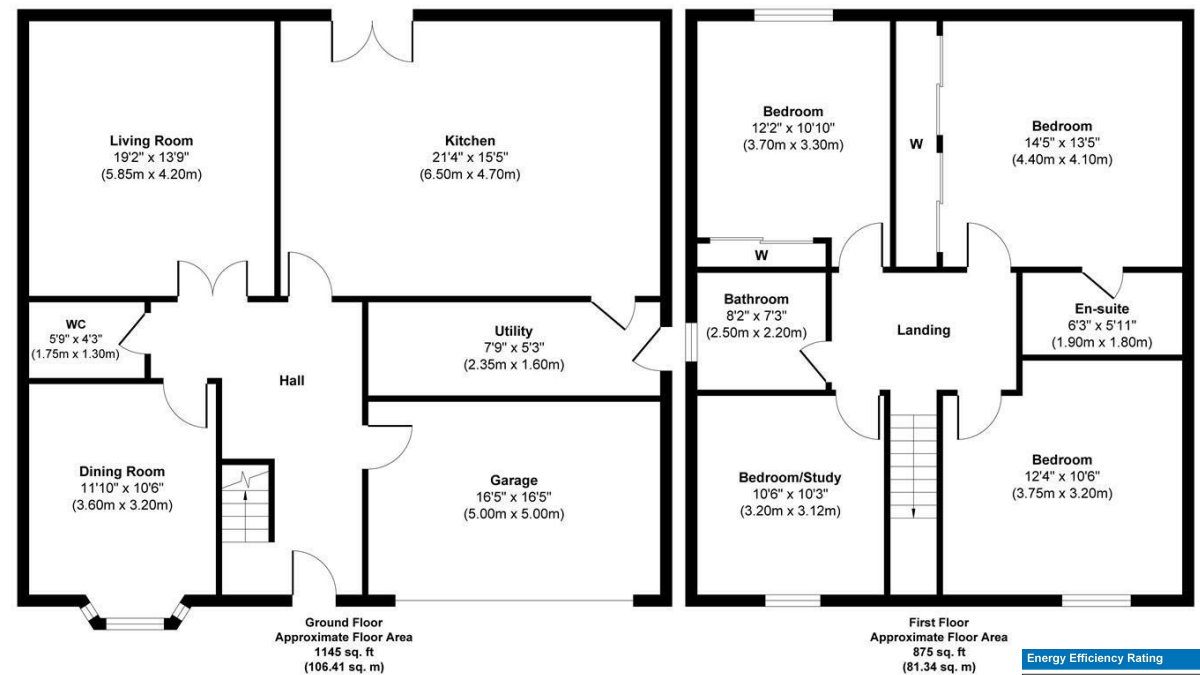 Living Room
19'2" x 13'9"
(5.85m x 4.20m)
Kitchen
21'4" x 15'5"
(6.50m x 4.70m)
WC
5'9" x 4'3"
(1.75m x 1.30m)
Utility
7'9" x 5'3"
(2.35m x 1.60m)
Hall
Dining Room
11'10" x 10'6"
(3.60m x 3.20m)
Garage
16'5" x 16'5"
(5.00m x 5.00m)
Ground Floor
Approximate Floor Area
1145 sq. ft
(106.41 sq. m)
Bedroom
12'2" x 10'10"
(3.70m x 3.30m)
W
Bedroom
14'5" x 13'5"
(4.40m x 4.10m)
W
Bathroom
8'2" x 7'3"
(2.50m x 2.20m)
Landing
En-suite
6'3" x 5'11"
(1.90m x 1.80m)
Bedroom/Study
10'6" x 10'3"
(3.20m x 3.12m)
Bedroom
12'4" x 10'6"
(3.75m x 3.20m)
First Floor
Approximate Floor Area
875 sq. ft
(81.34 sq. m)
Energy Efficiency Rating